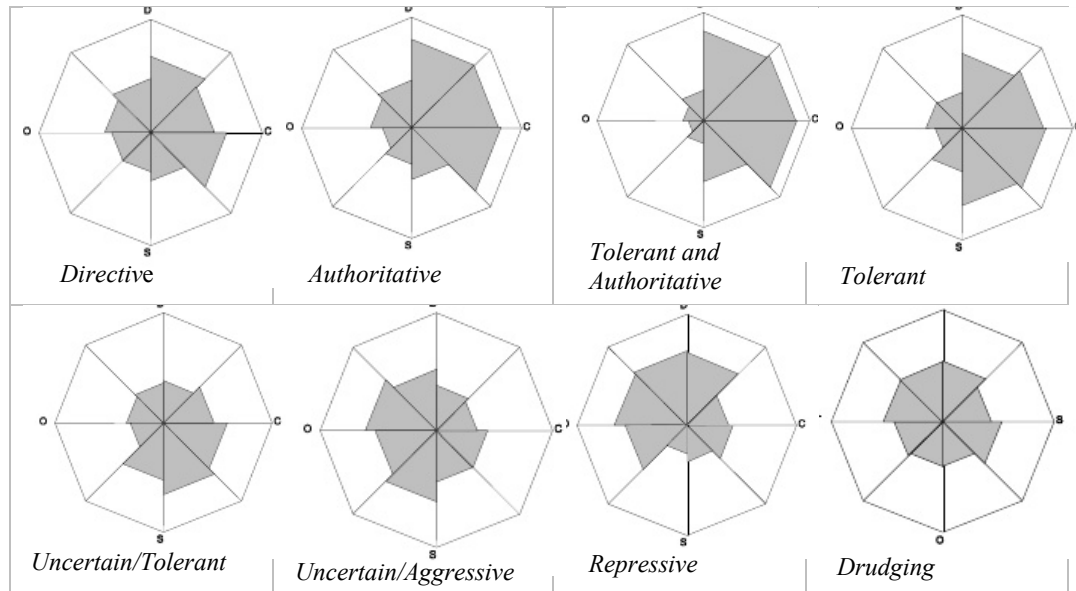 D
D
D
D
O
C
O
C
O
C
O
C
S
S
S
S
Directive
Authoritative
Tolerant and
Authoritative
Tolerant
D
O
C
O
C
C
S
S
S
S
O
Uncertain/Tolerant
Uncertain/Aggressive
Repressive
Drudging